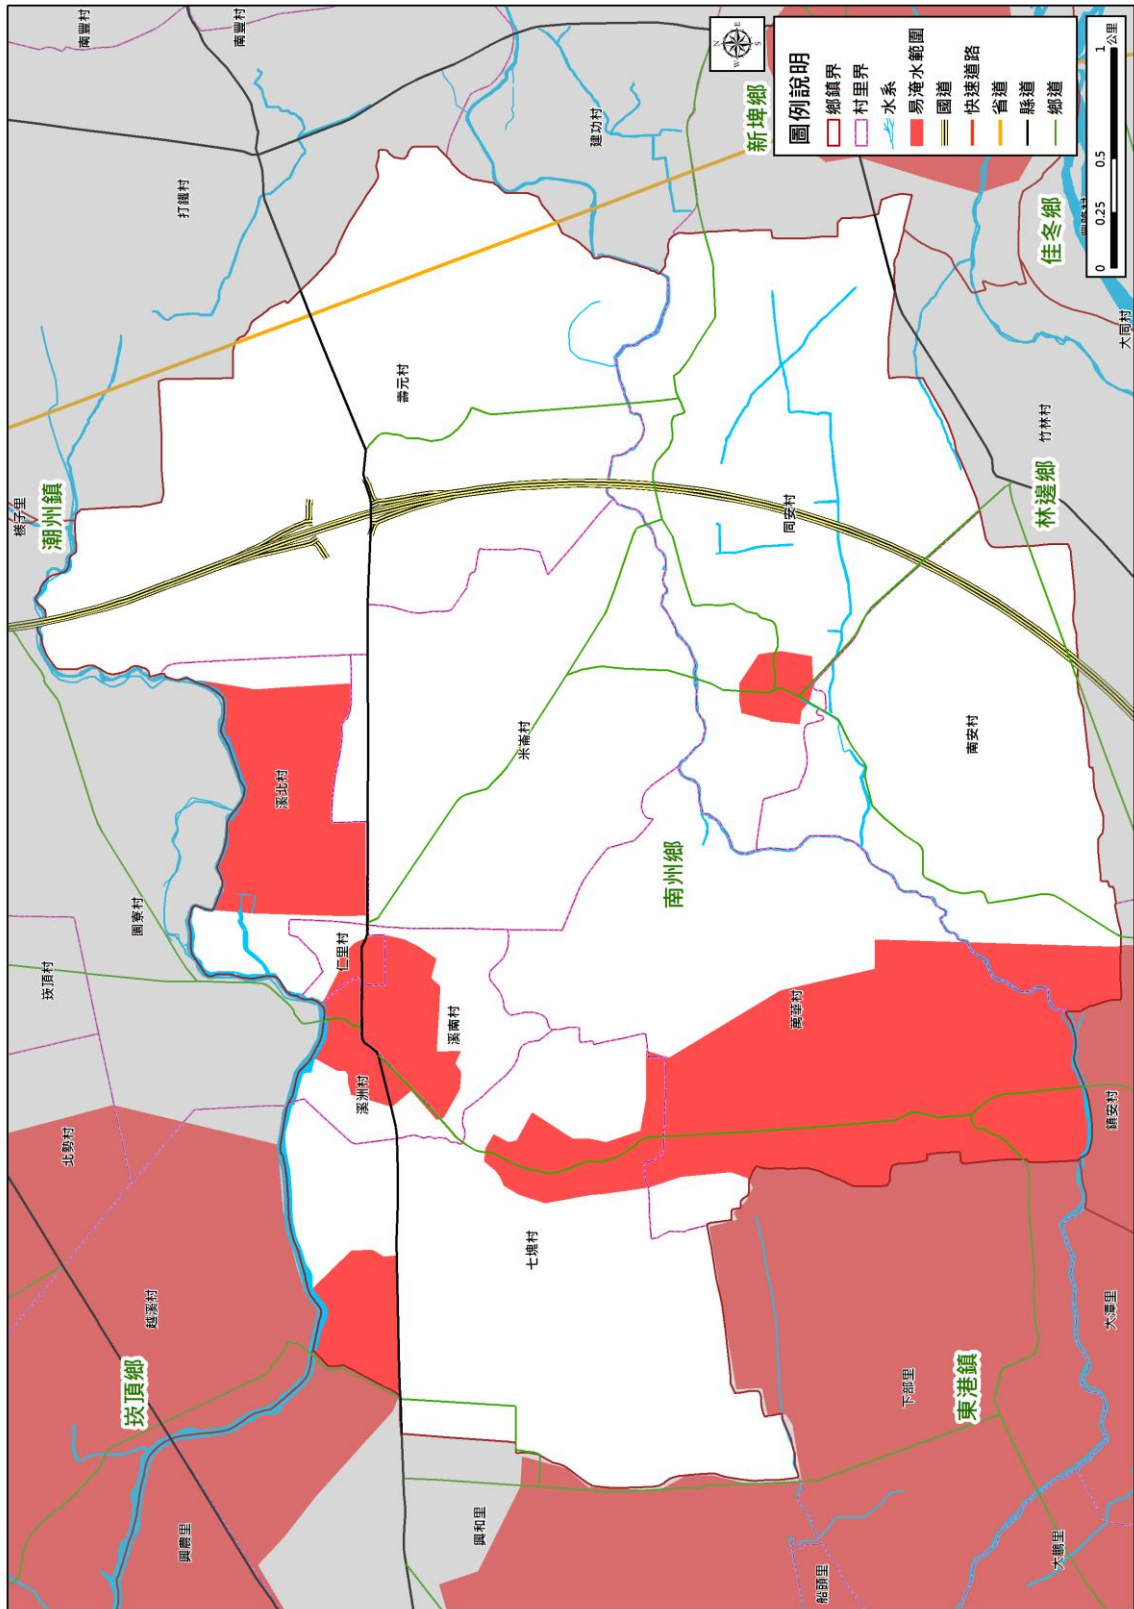 檨子里
崁頂村
潮州鎮
北勢村
南豐村
崁頂鄉
園寮村
越溪村
打鐵村
興農里
南豐村
溪北村
仁里村
溪洲村
壽元村
溪南村
興和里
米崙村
七塊村
建功村
南州鄉
新埤鄉
同安村
萬華村
船頭里
下部里
東港鎮
南安村
竹林村
林邊鄉
佳冬鄉
大鵬里
鎮安村
大潭里
大同村
N
W E
S
圖例說明
鄉鎮界
村里界
水系
易淹水範圍
國道
快速道路
省道
縣道
鄉道
0 0.25 0.5 1
公里